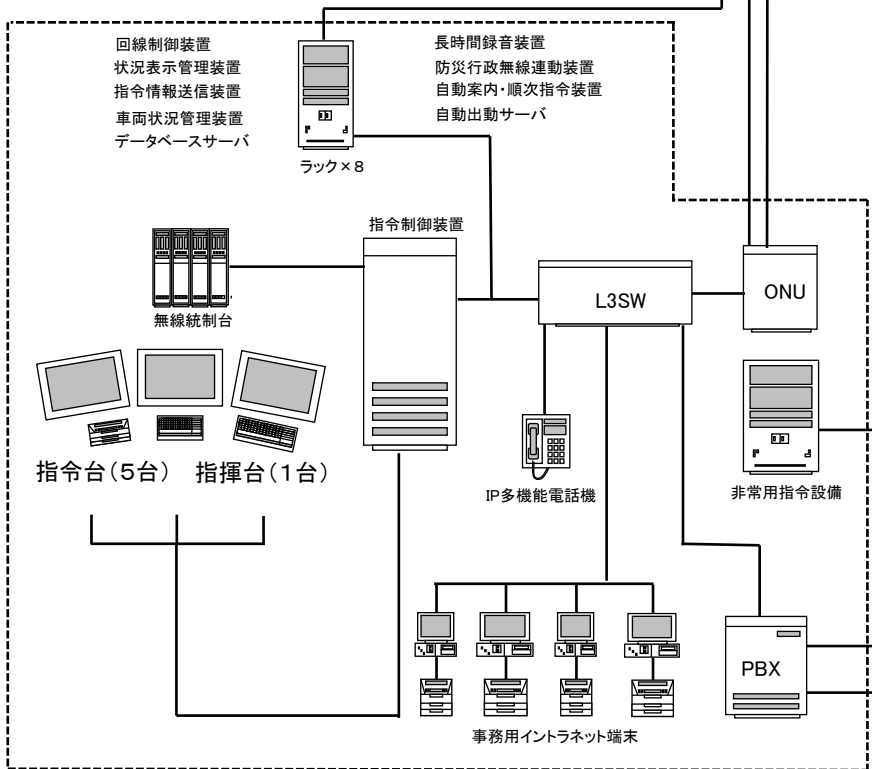 回線制御装置
状況表示管理装置
指令情報送信装置
車両状況管理装置
データベースサーバ
長時間録音装置
防災行政無線連動装置
自動案内・順次指令装置
自動出動サーバ
ラック×8
指令制御装置
無線統制台
L3SW
ONU
指令台(5台)
指揮台(1台)
IP多機能電話機
非常用指令設備
PBX
事務用イントラネット端末